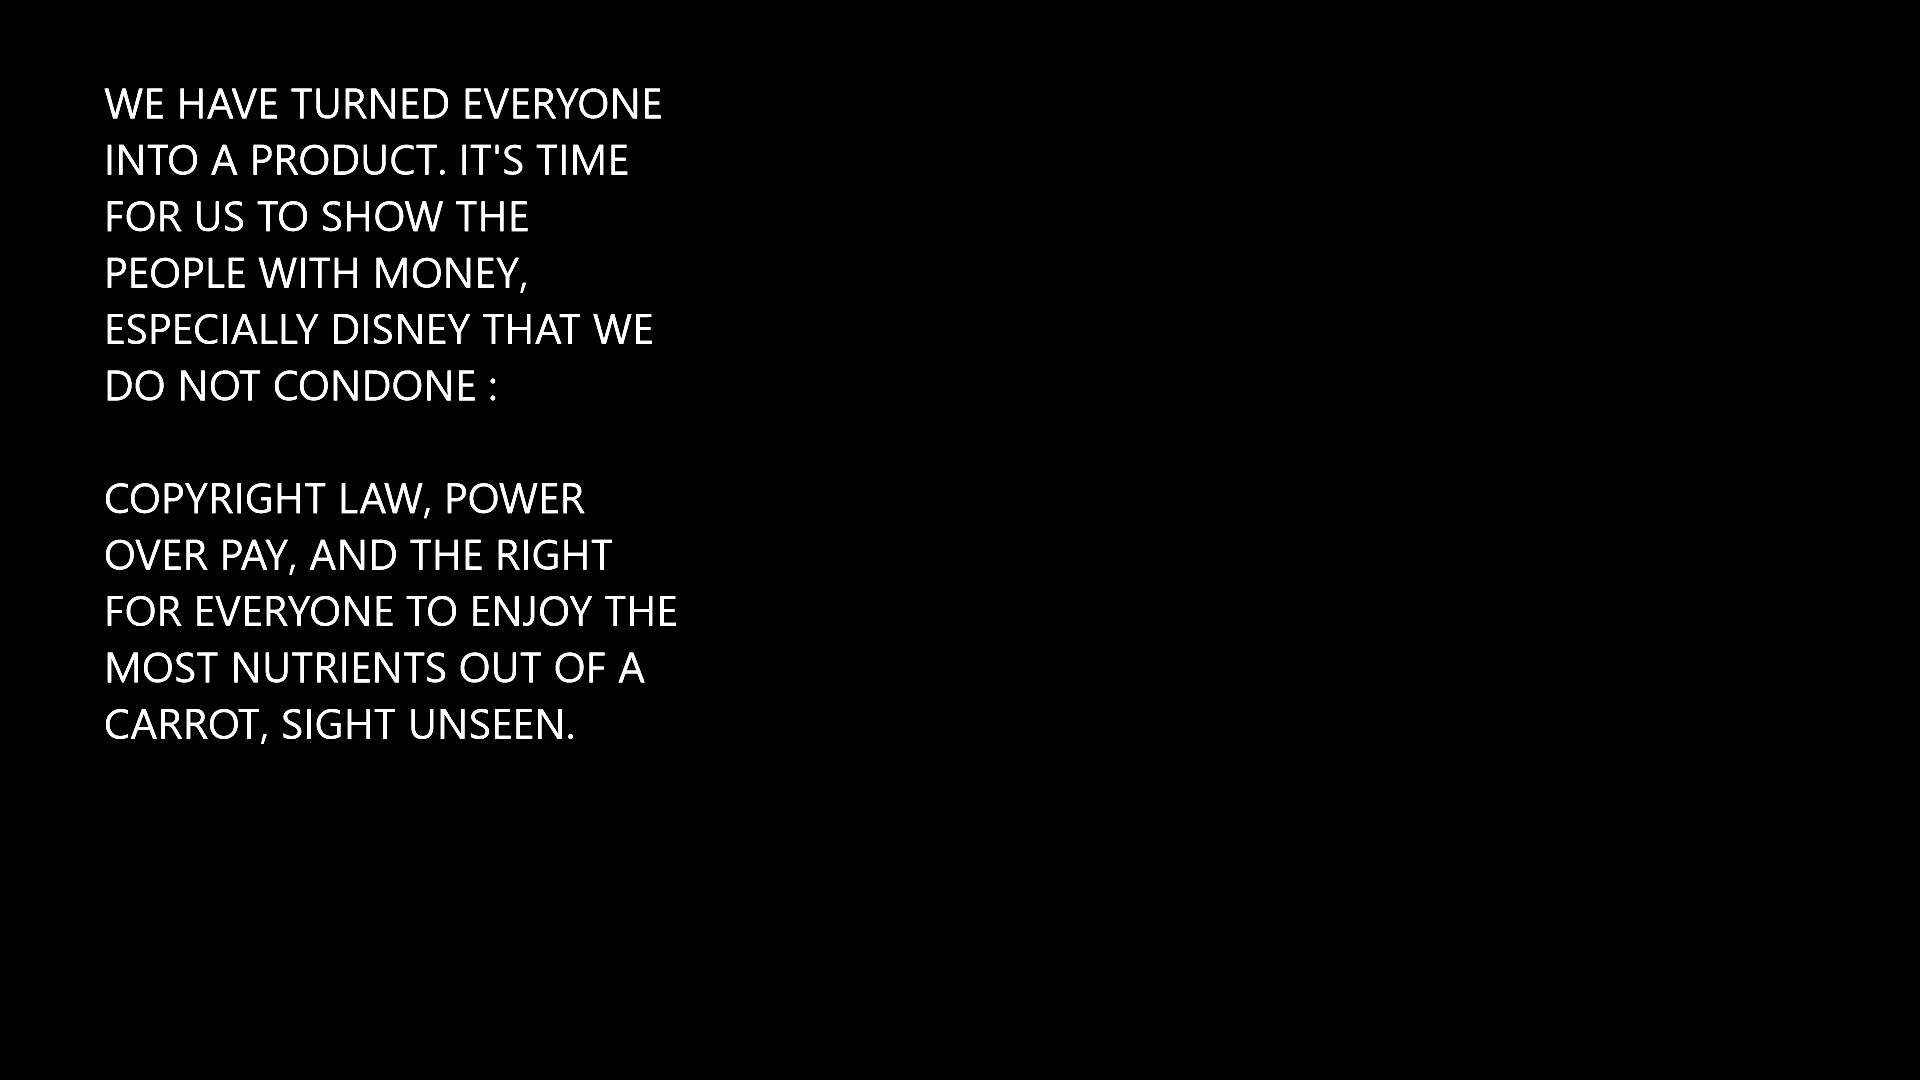 WE HAVE TURNED EVERYONE
INTO A PRODUCT. IT'S TIME
FOR US TO SHOW THE
PEOPLE WITH MONEY,
ESPECIALLY DISNEY THAT WE
DO NOT CONDONE :
COPYRIGHT LAW, POWER
OVER PAY, AND THE RIGHT
FOR EVERYONE TO ENJOY THE
MOST NUTRIENTS OUT OF A
CARROT, SIGHT UNSEEN.